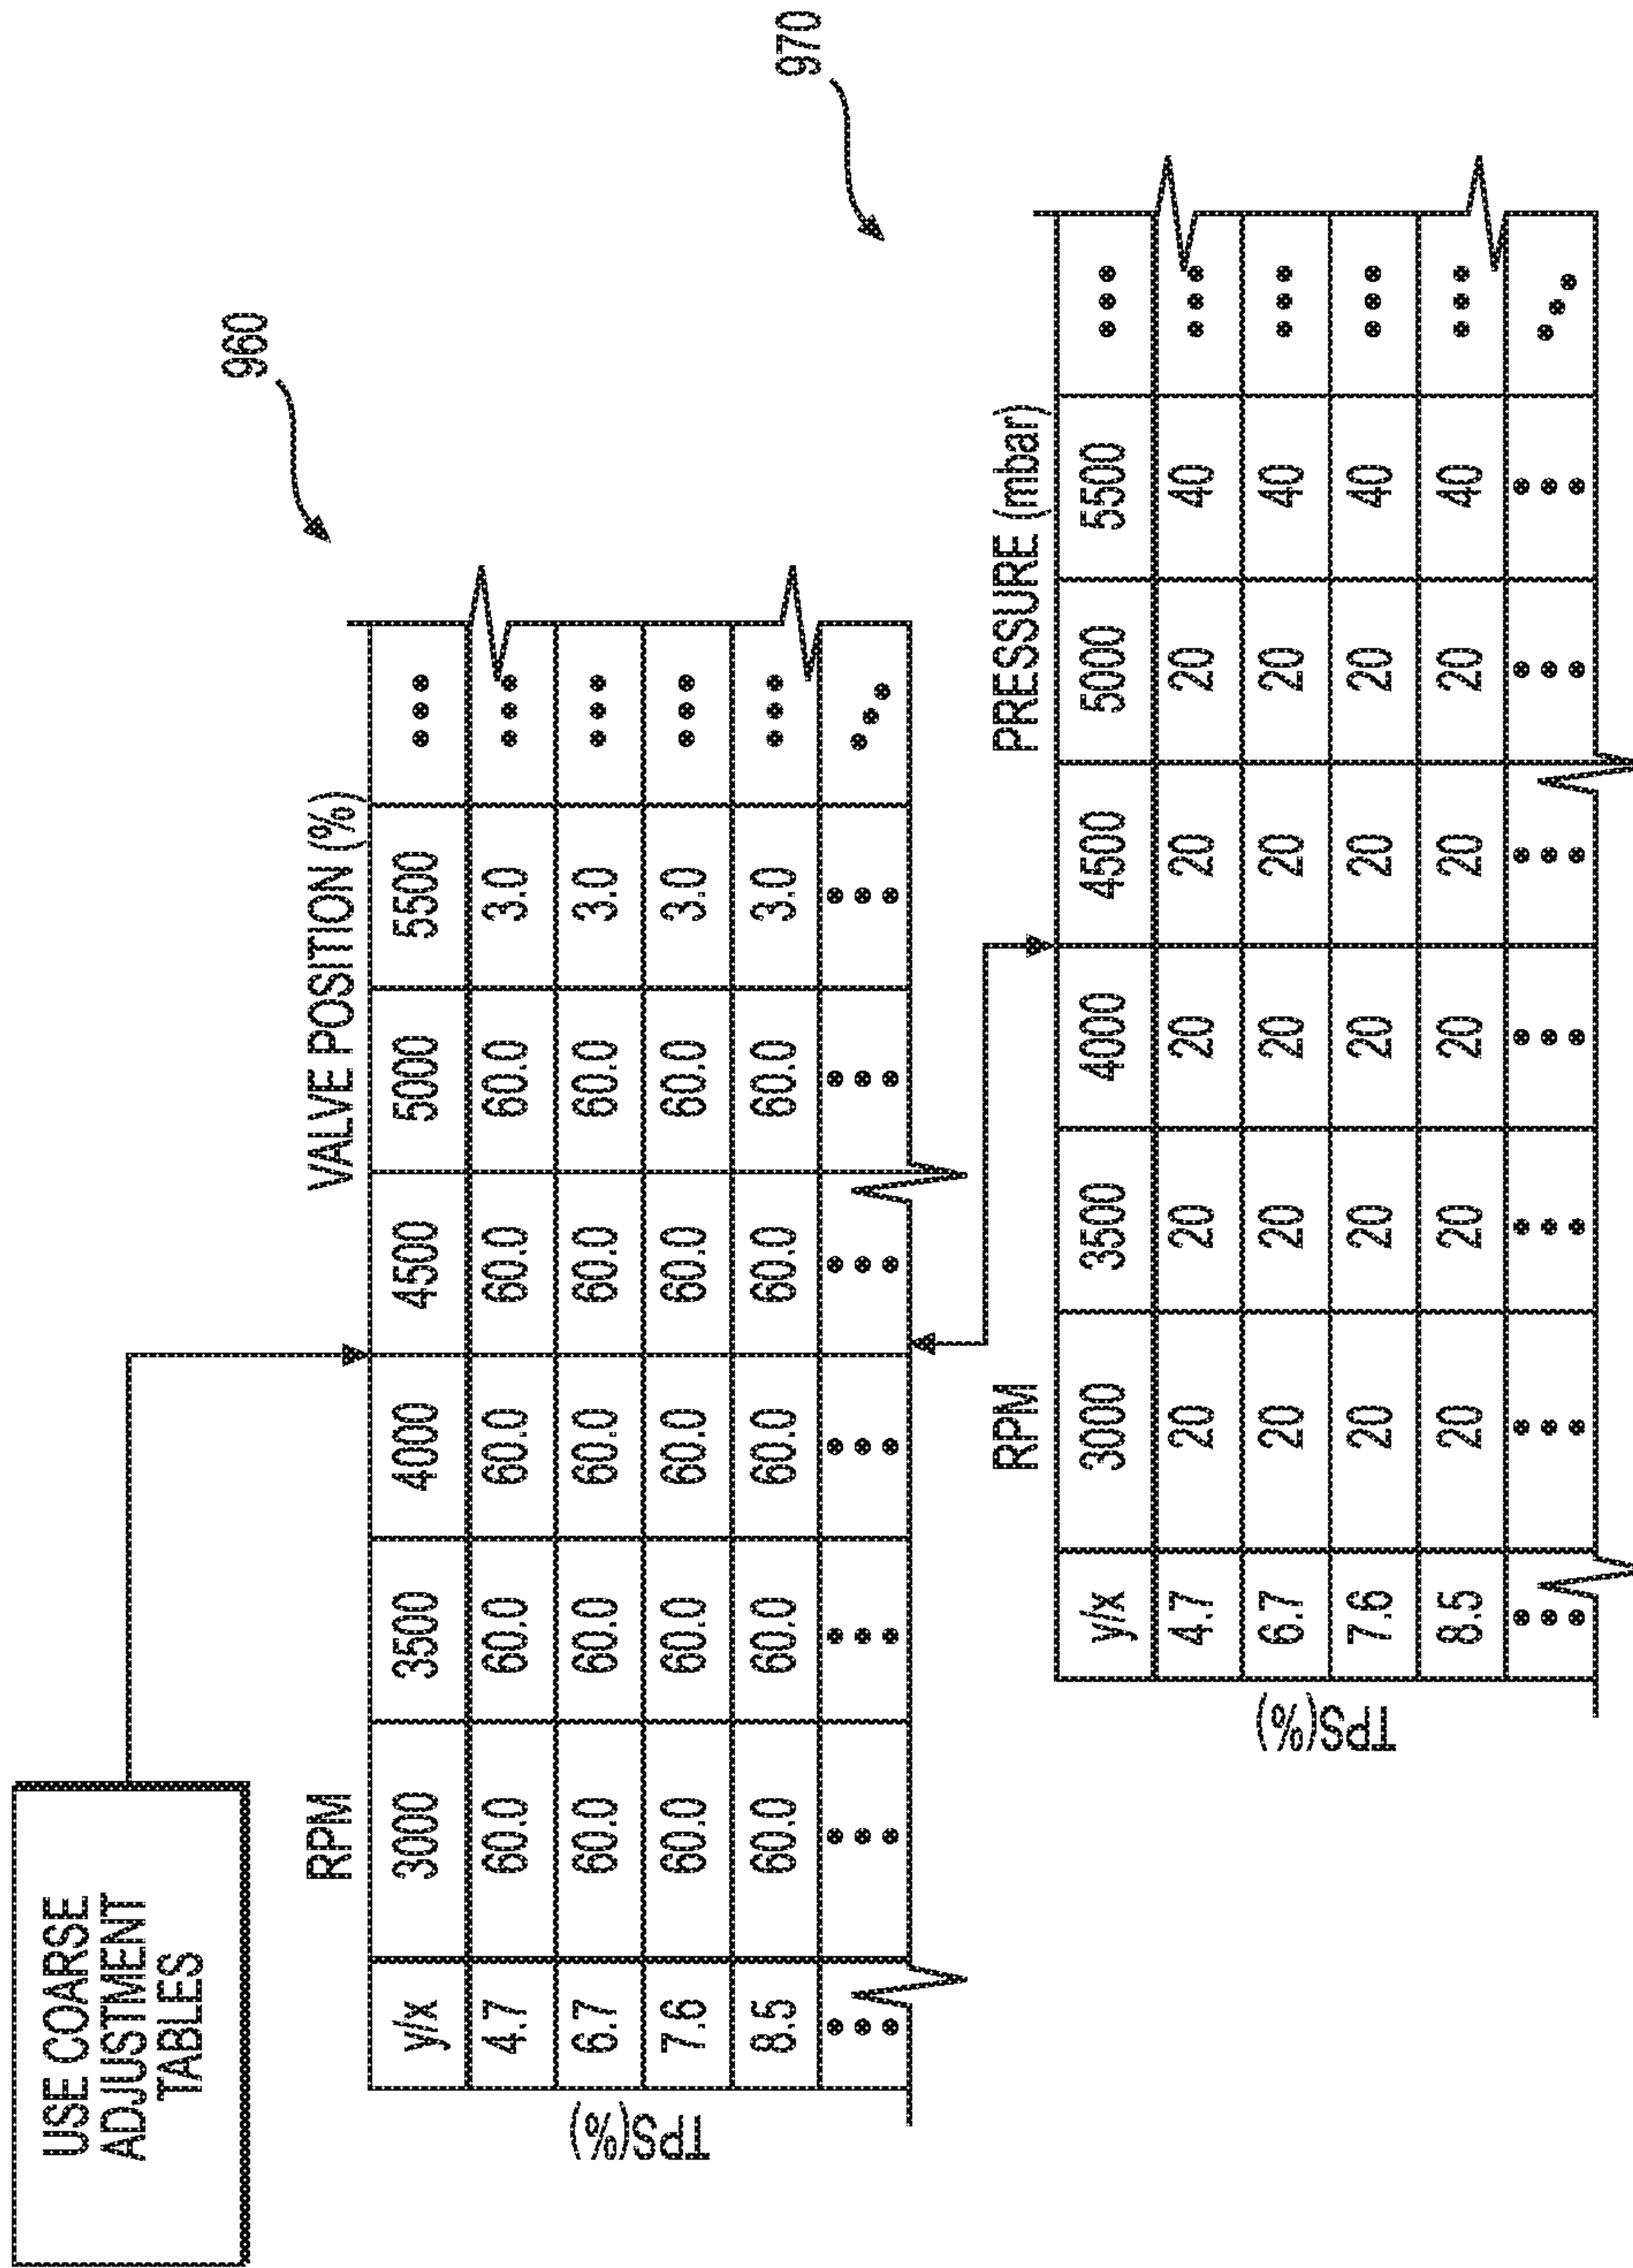 USE COARSE
ADJUSTMENT
TABLES
960
RPM VALVE POSITION (%)
TPS(%)
y/x 3000 3500 4000 4500 5000 5500 •••
4.7 60.0 60.0 60.0 60.0 60.0 3.0 •••
6.7 60.0 60.0 60.0 60.0 60.0 3.0 •••
7.6 60.0 60.0 60.0 60.0 60.0 3.0 •••
8.5 60.0 60.0 60.0 60.0 60.0 3.0 •••
970
RPM PRESSURE (mbar)
TPS(%)
y/x 3000 3500 4000 4500 5000 5500 •••
4.7 20 20 20 20 20 40 •••
6.7 20 20 20 20 20 40 •••
7.6 20 20 20 20 20 40 •••
8.5 20 20 20 20 20 40 •••